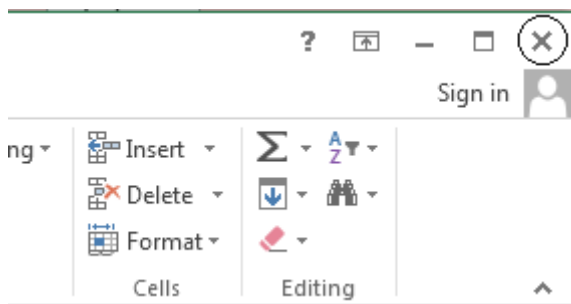 ?
Sign in
ng
Insert
Delete
Format
Cells
Editing
A
Z